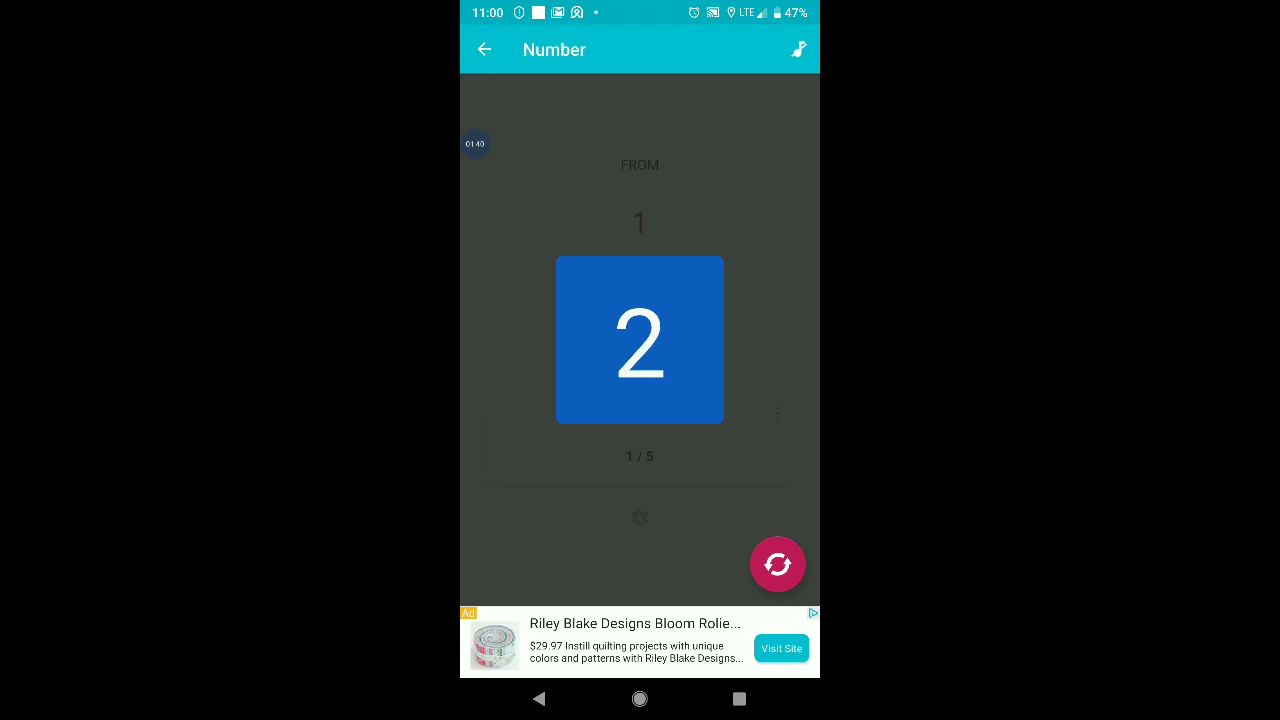 11:00 LTE 47%
Number
01:40
FROM
1
2
1 / 5
Ad
Riley Blake Designs Bloom Rolie...
$29.97 Instill quilting projects with unique
colors and patterns with Riley Blake Designs...
Visit Site